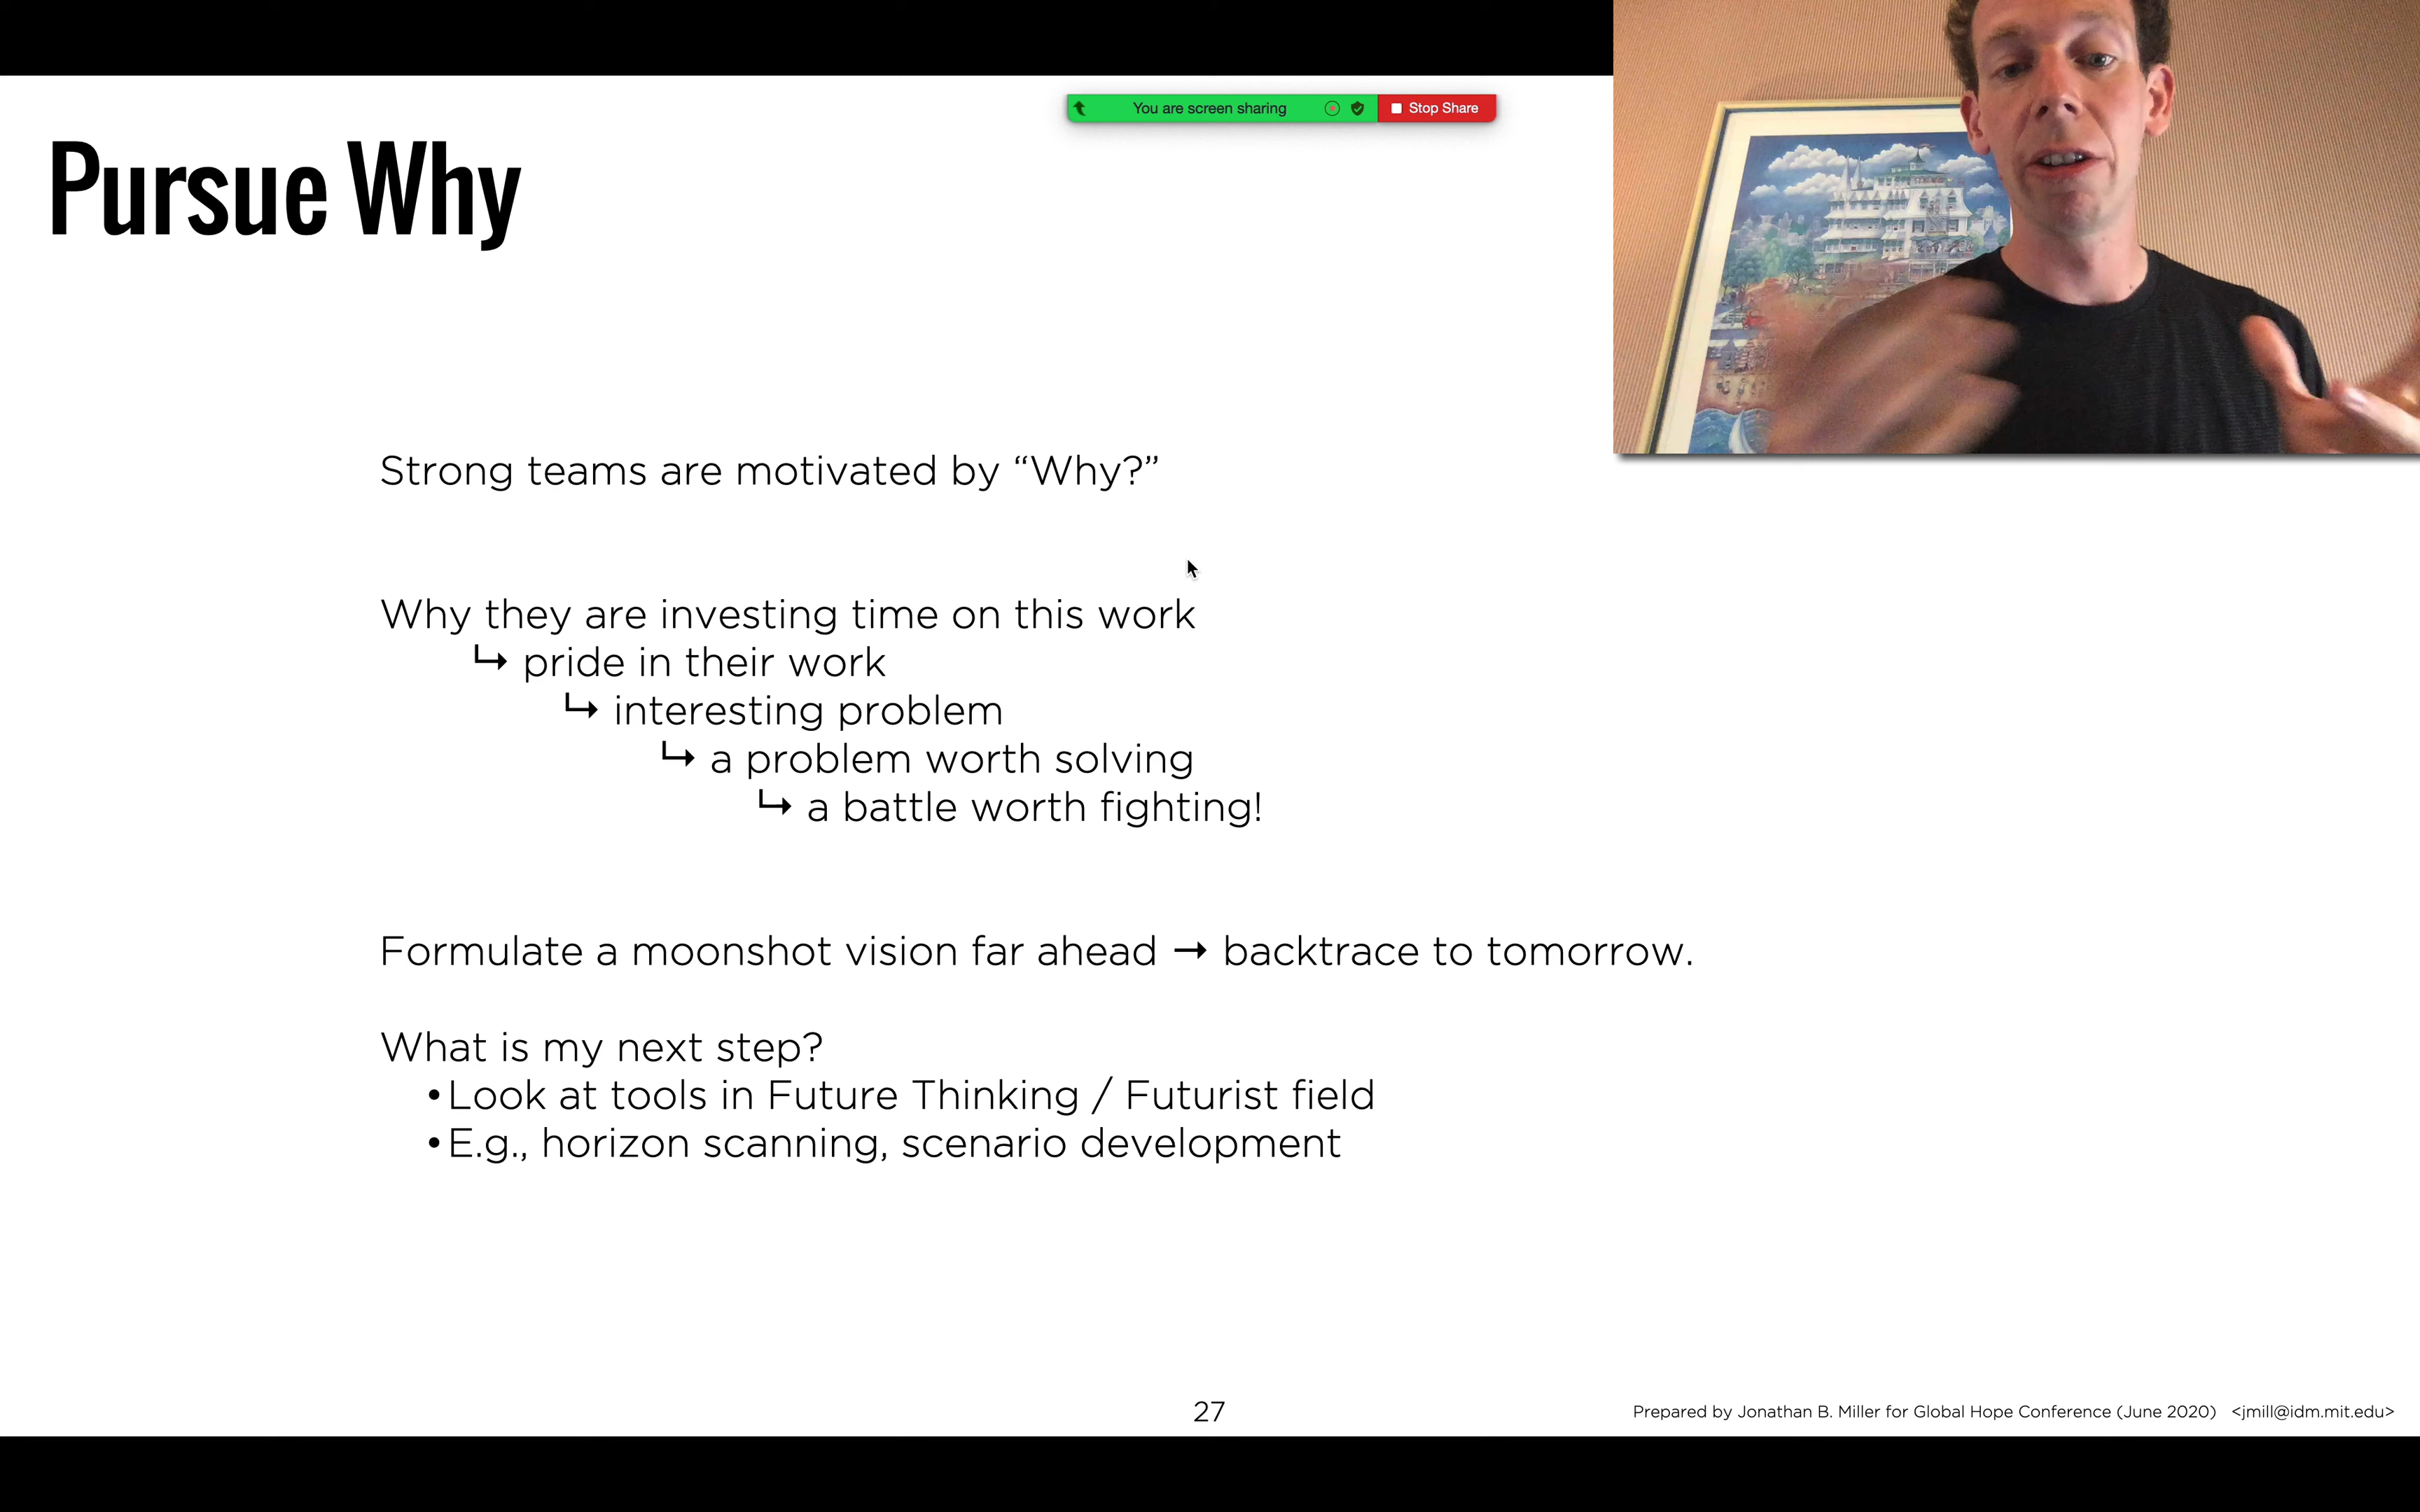 You are screen sharing
Stop Share
Pursue Why
Strong teams are motivated by “Why?”
Why they are investing time on this work
↳ pride in their work
↳ interesting problem
↳ a problem worth solving
↳ a battle worth fighting!
Formulate a moonshot vision far ahead → backtrace to tomorrow.
What is my next step?
• Look at tools in Future Thinking / Futurist field
• E.g., horizon scanning, scenario development
27
Prepared by Jonathan B. Miller for Global Hope Conference (June 2020) <jmill@idm.mit.edu>